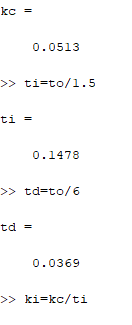 kc =
0.0513
>> ti=to/1.5
ti =
0.1478
>> td=to/6
td =
0.0369
>> ki=kc/ti